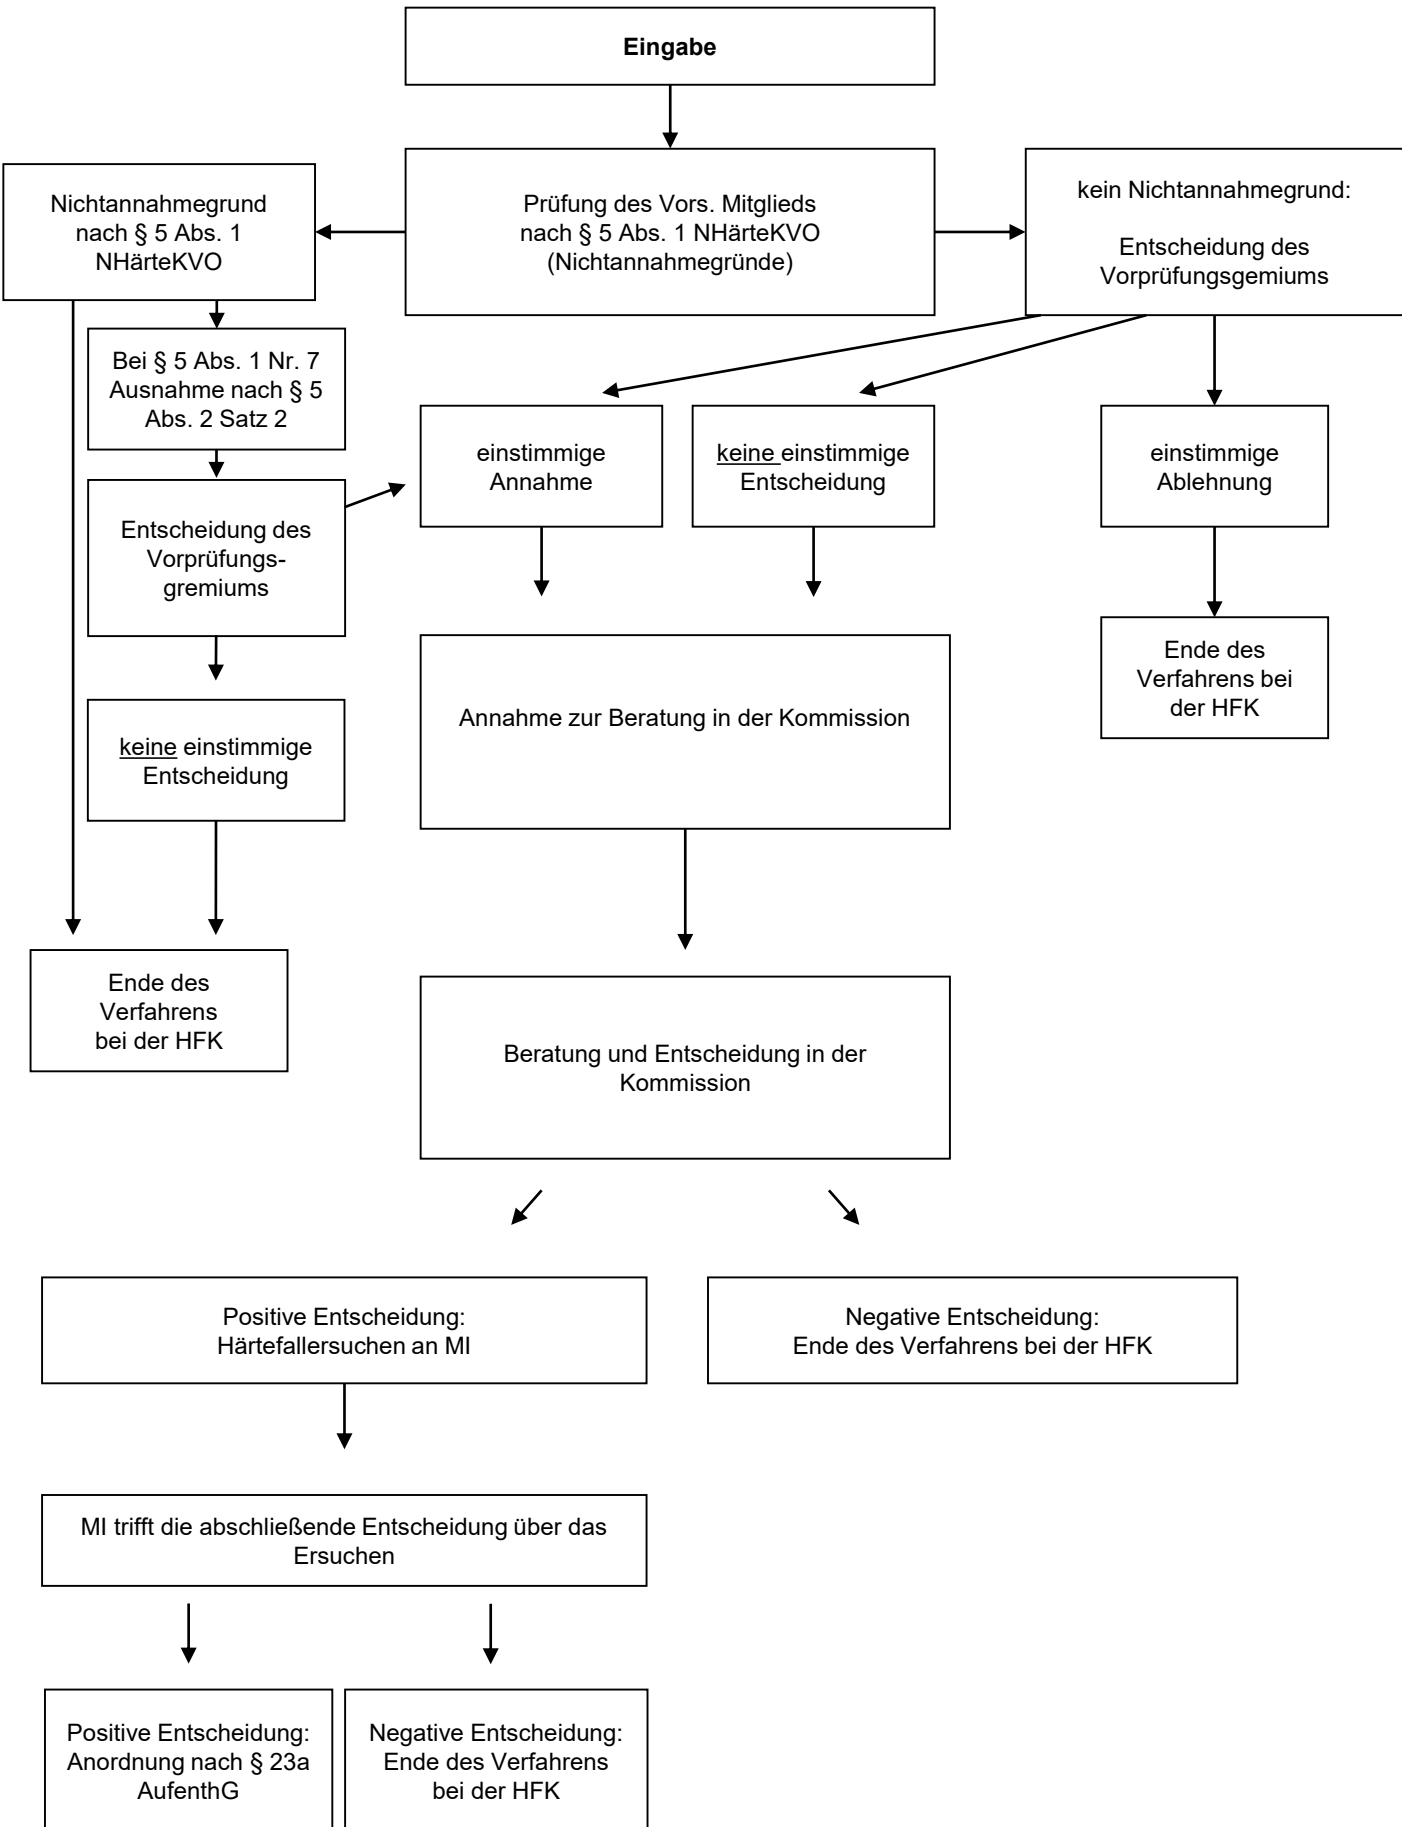 Eingabe
Nichtannahmegrund
nach § 5 Abs. 1
NHärteKVO
Prüfung des Vors. Mitglieds
nach § 5 Abs. 1 NHärteKVO
(Nichtannahmegründe)
kein Nichtannahmegrund:
Entscheidung des
Vorprüfungsgemiums
Bei § 5 Abs. 1 Nr. 7
Ausnahme nach § 5
Abs. 2 Satz 2
einstimmige
Annahme
keine einstimmige
Entscheidung
einstimmige
Ablehnung
Entscheidung des
Vorprüfungs-
gremiums
Ende des
Verfahrens bei
der HFK
keine einstimmige
Entscheidung
Annahme zur Beratung in der Kommission
Ende des
Verfahrens
bei der HFK
Beratung und Entscheidung in der
Kommission
Positive Entscheidung:
Härtefallersuchen an MI
Negative Entscheidung:
Ende des Verfahrens bei der HFK
MI trifft die abschließende Entscheidung über das
Ersuchen
Positive Entscheidung:
Anordnung nach § 23a
AufenthG
Negative Entscheidung:
Ende des Verfahrens
bei der HFK